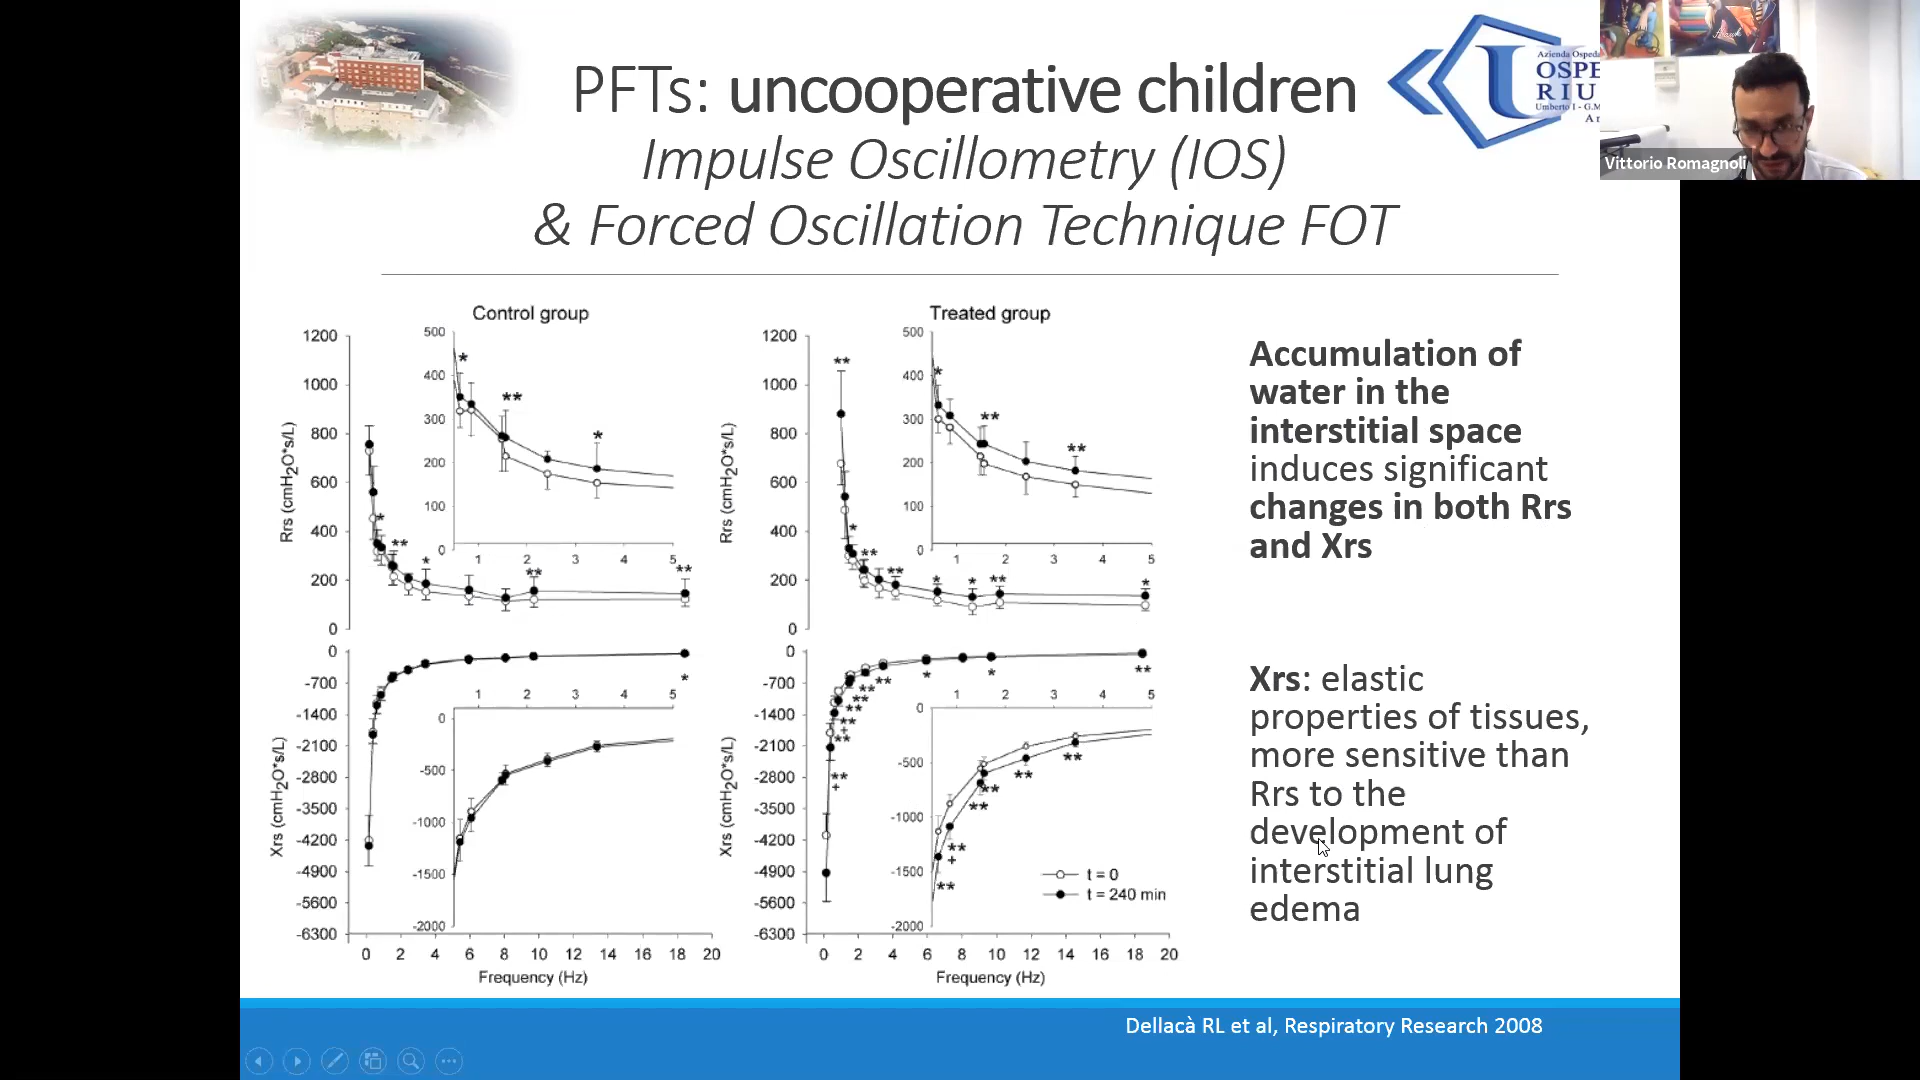 PFTs: uncooperative children
Impulse Oscillometry (IOS)
& Forced Oscillation Technique FOT
Azienda Ospeda
OSPE
RIU
Umberto I - G.M
An
Vittorio Romagnoli
Control group
Treated group
Rrs (cmH2O*s/L)
1200
1000
800
600
400
200
0
500
400
300
200
100
0
1 2 3 4 5
* ** *
* ** * ** **
Rrs (cmH2O*s/L)
1200
1000
800
600
400
200
0
500
400
300
200
100
0
1 2 3 4 5
* ** **
** * ** ** * * ** *
Xrs (cmH2O*s/L)
0
-700
-1400
-2100
-2800
-3500
-4200
-4900
-5600
-6300
1 2 3 4 5
0
-500
-1000
-1500
-2000
*
0 2 4 6 8 10 12 14 16 18 20
Frequency (Hz)
Xrs (cmH2O*s/L)
0
-700
-1400
-2100
-2800
-3500
-4200
-4900
-5600
-6300
1 2 3 4 5
0
-500
-1000
-1500
-2000
t = 0
t = 240 min
0 2 4 6 8 10 12 14 16 18 20
Frequency (Hz)
Accumulation of
water in the
interstitial space
induces significant
changes in both Rrs
and Xrs
Xrs: elastic
properties of tissues,
more sensitive than
Rrs to the
development of
interstitial lung
edema
Dellacà RL et al, Respiratory Research 2008